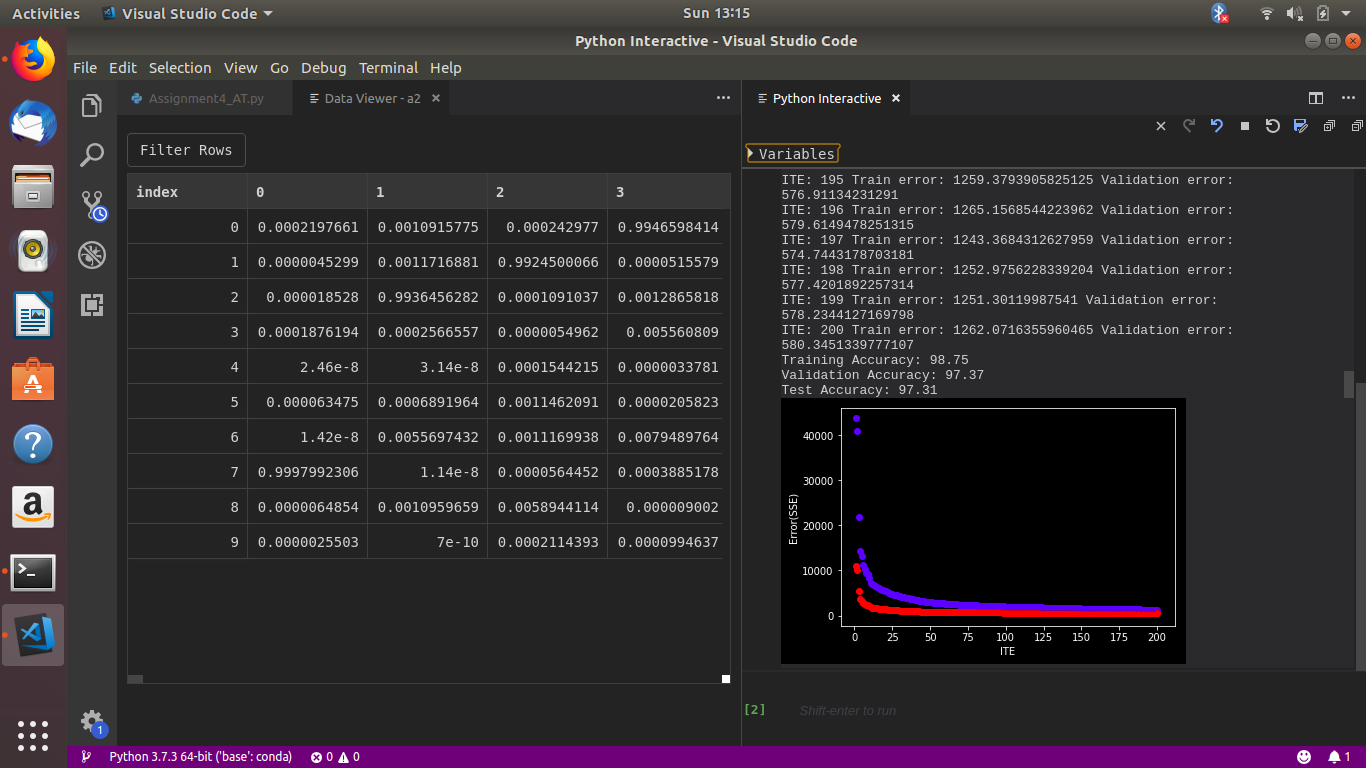 Activities Visual Studio Code Sun 13:15
Python Interactive - Visual Studio Code
File Edit Selection View Go Debug Terminal Help
Assignment4_AT.py Data Viewer - a2
Filter Rows
index 0 1 2 3
0 0.0002197661 0.0010915775 0.000242977 0.9946598414
1 0.0000045299 0.0011716881 0.9924500066 0.0000515579
2 0.000018528 0.9936456282 0.0001091037 0.0012865818
3 0.0001876194 0.0002566557 0.0000054962 0.005560809
4 2.46e-8 3.14e-8 0.0001544215 0.0000033781
5 0.000063475 0.0006891964 0.0011462091 0.0000205823
6 1.42e-8 0.0055697432 0.0011169938 0.0079489764
7 0.9997992306 1.14e-8 0.0000564452 0.0003885178
8 0.0000064854 0.0010959659 0.0058944114 0.000009002
9 0.0000025503 7e-10 0.0002114393 0.0000994637
Python Interactive
Variables
ITE: 195 Train error: 1259.3793905825125 Validation error:
576.91134231291
ITE: 196 Train error: 1265.1568544223962 Validation error:
579.6149478251315
ITE: 197 Train error: 1243.3684312627959 Validation error:
574.7443178703181
ITE: 198 Train error: 1252.9756228339204 Validation error:
577.4201892257314
ITE: 199 Train error: 1251.30119987541 Validation error:
578.2344127169798
ITE: 200 Train error: 1262.0716355960465 Validation error:
580.3451339777107
Training Accuracy: 98.75
Validation Accuracy: 97.37
Test Accuracy: 97.31
40000
30000
20000
10000
0
Error(SSE)
0 25 50 75 100 125 150 175 200
ITE
[2] Shift-enter to run
1
Python 3.7.3 64-bit ('base': conda) 0 0 1